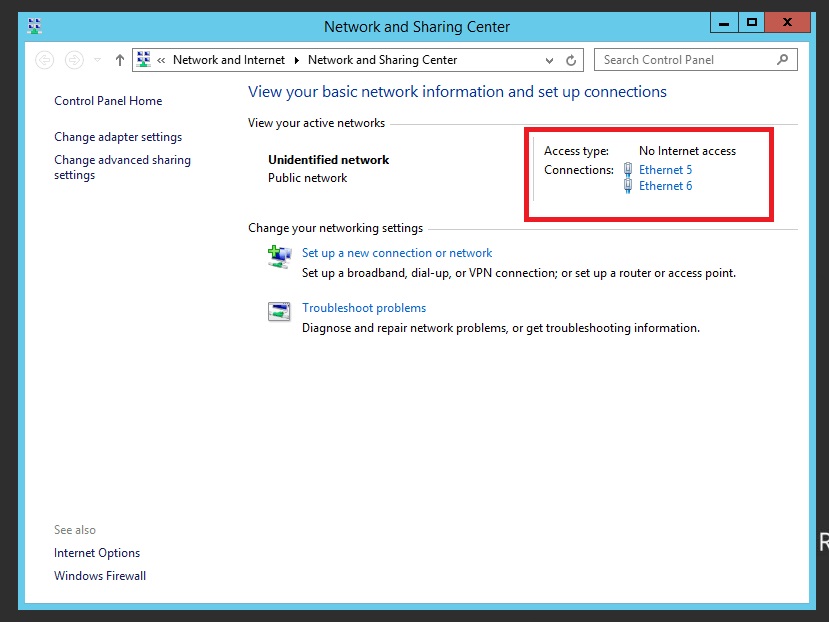 Network and Sharing Center
« Network and Internet Network and Sharing Center
Search Control Panel
Control Panel Home
Change adapter settings
Change advanced sharing
settings
View your basic network information and set up connections
View your active networks
Unidentified network
Public network
Access type: No Internet access
Connections: Ethernet 5
Ethernet 6
Change your networking settings
Set up a new connection or network
Set up a broadband, dial-up, or VPN connection; or set up a router or access point.
Troubleshoot problems
Diagnose and repair network problems, or get troubleshooting information.
See also
Internet Options
Windows Firewall
R